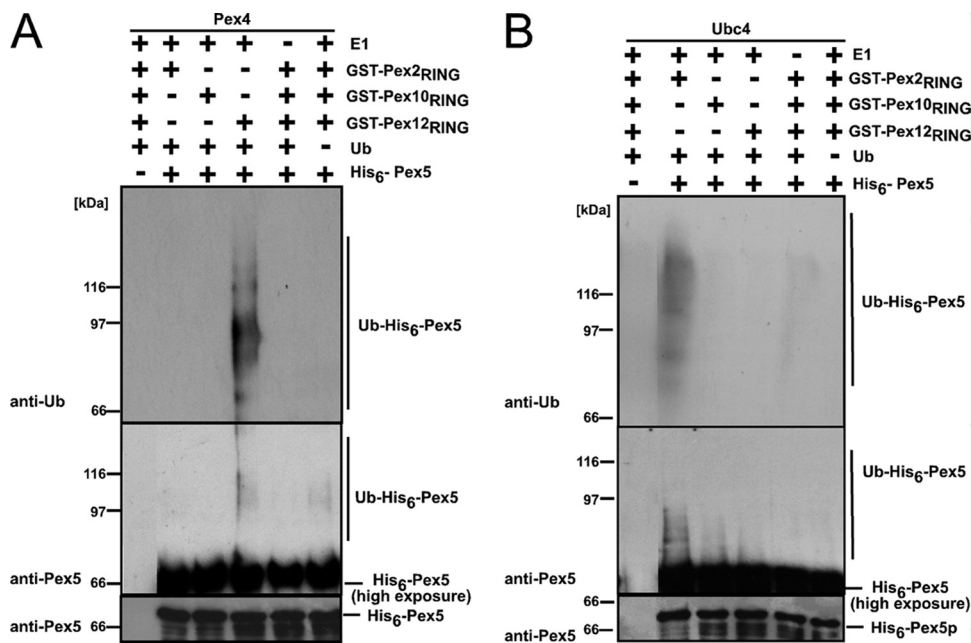 A
Pex4
+ + + + - + E1
+ + - - + + GST-Pex2RING
+ - + - + + GST-Pex10RING
+ - - + + + GST-Pex12RING
+ + + + + - Ub
- + + + + + His6- Pex5
[kDa]
116
97
Ub-His6-Pex5
anti-Ub
66
116
97
Ub-His6-Pex5
anti-Pex5
66
His6-Pex5
(high exposure)
anti-Pex5
66
His6-Pex5
B
Ubc4
+ + + + - + E1
+ + - - + + GST-Pex2RING
+ - + - + + GST-Pex10RING
+ - - + + + GST-Pex12RING
+ + + + + - Ub
- + + + + + His6- Pex5
[kDa]
116
97
Ub-His6-Pex5
anti-Ub
66
116
97
Ub-His6-Pex5
anti-Pex5
His6-Pex5
(high exposure)
66
His6-Pex5p
anti-Pex5
66